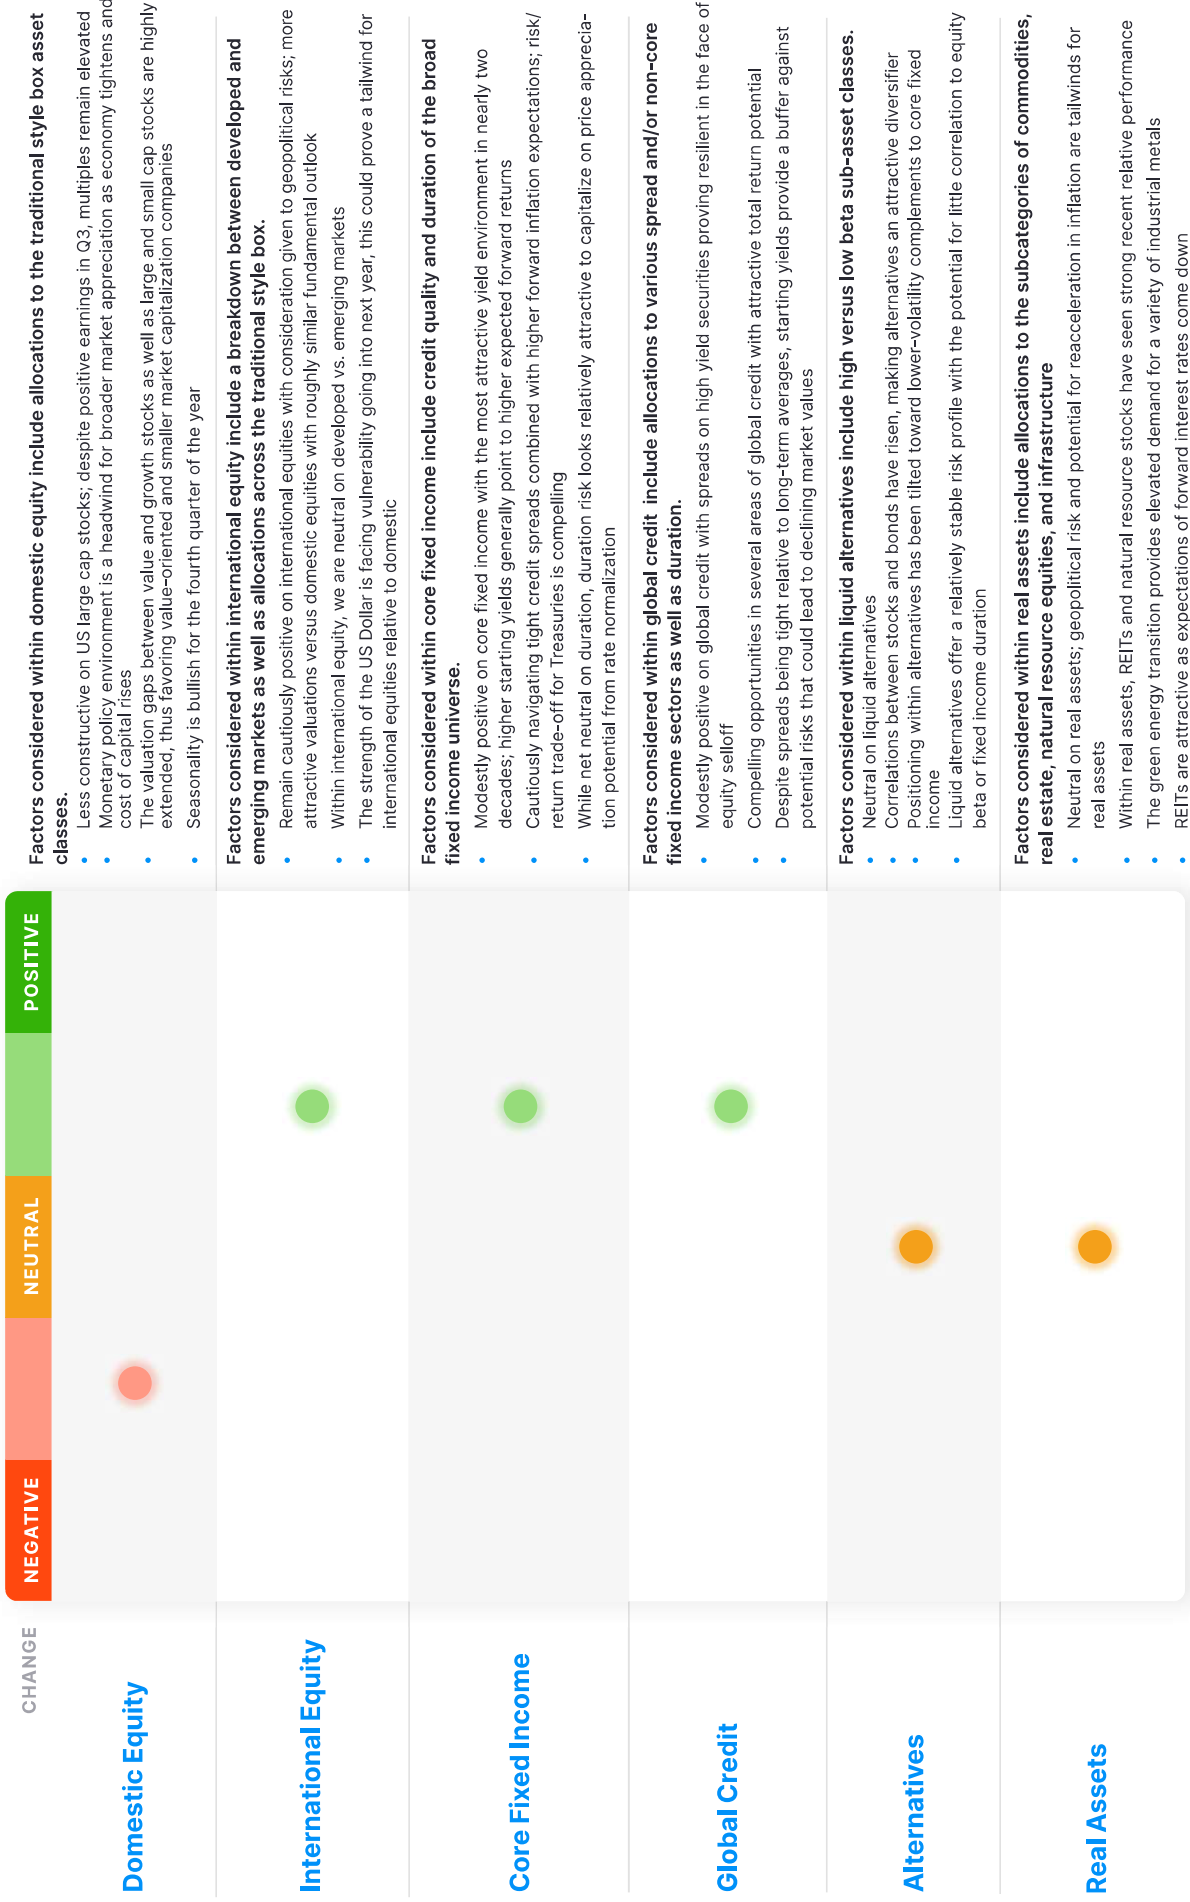 CHANGE
NEGATIVE
NEUTRAL
POSITIVE
Domestic Equity
Factors considered within domestic equity include allocations to the traditional style box asset
classes.
• Less constructive on US large cap stocks; despite positive earnings in Q3, multiples remain elevated
• Monetary policy environment is a headwind for broader market appreciation as economy tightens and
cost of capital rises
• The valuation gaps between value and growth stocks as well as large and small cap stocks are highly
extended, thus favoring value-oriented and smaller market capitalization companies
• Seasonality is bullish for the fourth quarter of the year
International Equity
Factors considered within international equity include a breakdown between developed and
emerging markets as well as allocations across the traditional style box.
• Remain cautiously positive on international equities with consideration given to geopolitical risks; more
attractive valuations versus domestic equities with roughly similar fundamental outlook
• Within international equity, we are neutral on developed vs. emerging markets
• The strength of the US Dollar is facing vulnerability going into next year, this could prove a tailwind for
international equities relative to domestic
Core Fixed Income
Factors considered within core fixed income include credit quality and duration of the broad
fixed income universe.
• Modestly positive on core fixed income with the most attractive yield environment in nearly two
decades; higher starting yields generally point to higher expected forward returns
• Cautiously navigating tight credit spreads combined with higher forward inflation expectations; risk/
return trade-off for Treasuries is compelling
• While net neutral on duration, duration risk looks relatively attractive to capitalize on price apprecia-
tion potential from rate normalization
Global Credit
Factors considered within global credit include allocations to various spread and/or non-core
fixed income sectors as well as duration.
• Modestly positive on global credit with spreads on high yield securities proving resilient in the face of
equity selloff
• Compelling opportunities in several areas of global credit with attractive total return potential
• Despite spreads being tight relative to long-term averages, starting yields provide a buffer against
potential risks that could lead to declining market values
Alternatives
Factors considered within liquid alternatives include high versus low beta sub-asset classes.
• Neutral on liquid alternatives
• Correlations between stocks and bonds have risen, making alternatives an attractive diversifier
• Positioning within alternatives has been tilted toward lower-volatility complements to core fixed
income
• Liquid alternatives offer a relatively stable risk profile with the potential for little correlation to equity
beta or fixed income duration
Real Assets
Factors considered within real assets include allocations to the subcategories of commodities,
real estate, natural resource equities, and infrastructure
• Neutral on real assets; geopolitical risk and potential for reacceleration in inflation are tailwinds for
real assets
• Within real assets, REITs and natural resource stocks have seen strong recent relative performance
• The green energy transition provides elevated demand for a variety of industrial metals
• REITs are attractive as expectations of forward interest rates come down